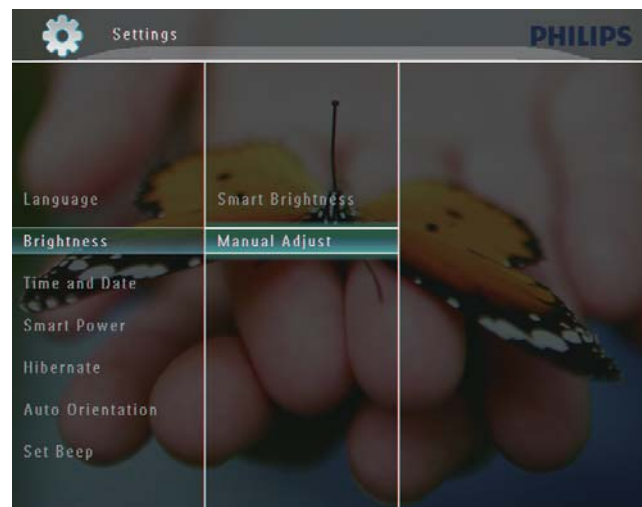 Settings
PHILIPS
Language
Smart Brightness
Brightness
Manual Adjust
Time and Date
Smart Power
Hibernate
Auto Orientation
Set Beep